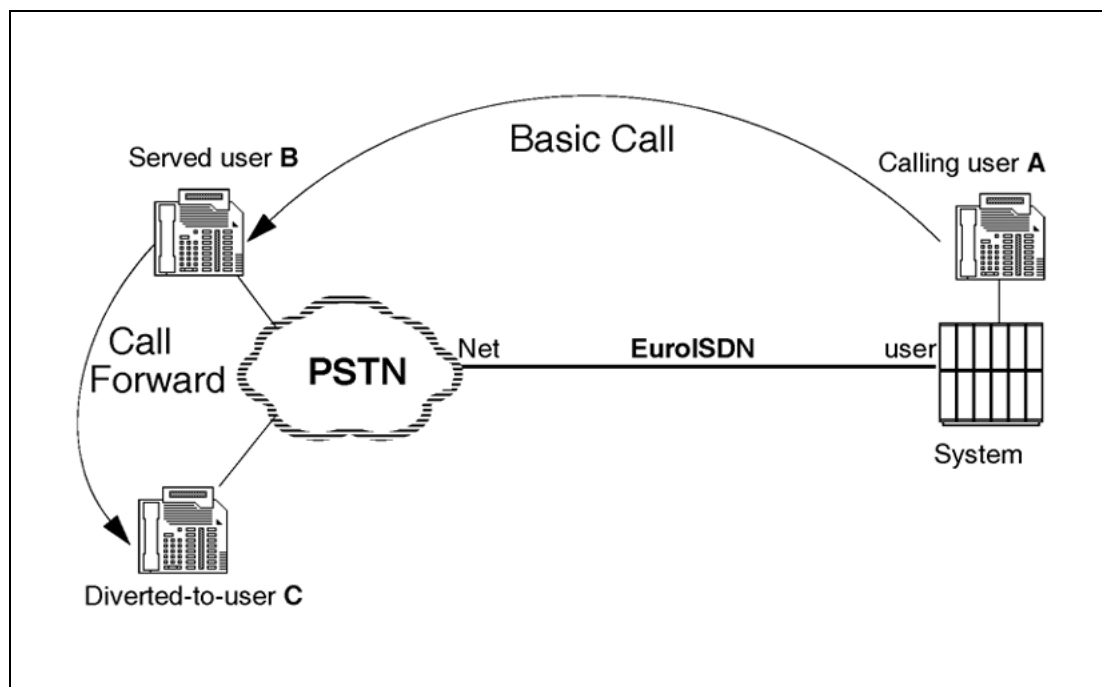 Basic Call
Served user B
Calling user A
Call
Forward
PSTN
Net
EuroISDN
user
System
Diverted-to-user C